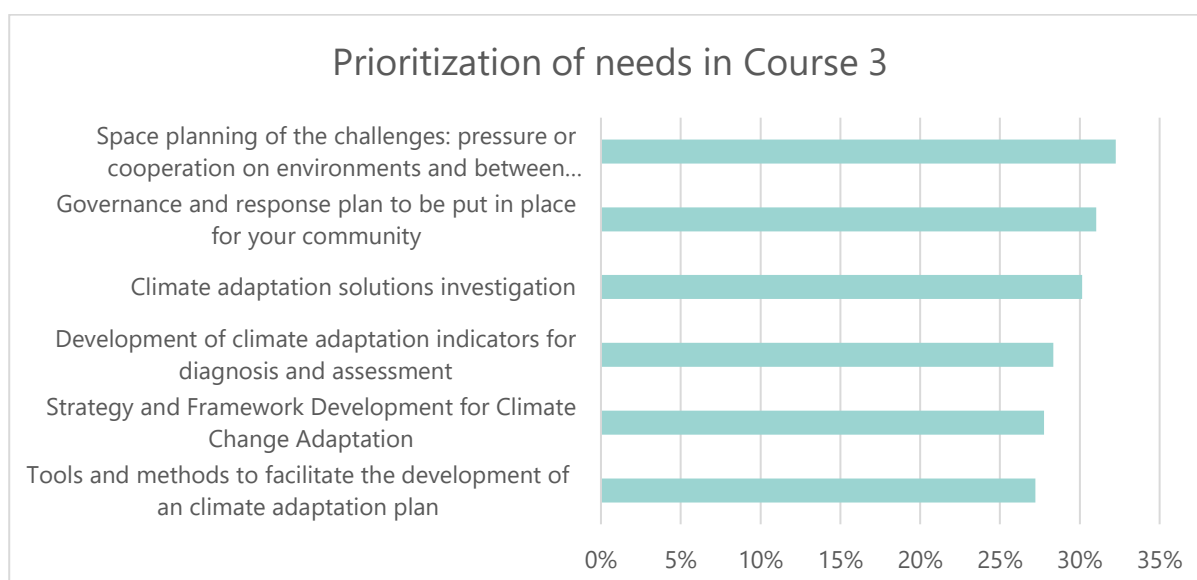 Prioritization of needs in Course 3
Space planning of the challenges: pressure or
cooperation on environments and between...
Governance and response plan to be put in place
for your community
Climate adaptation solutions investigation
Development of climate adaptation indicators for
diagnosis and assessment
Strategy and Framework Development for Climate
Change Adaptation
Tools and methods to facilitate the development of
an climate adaptation plan
0% 5% 10% 15% 20% 25% 30% 35%